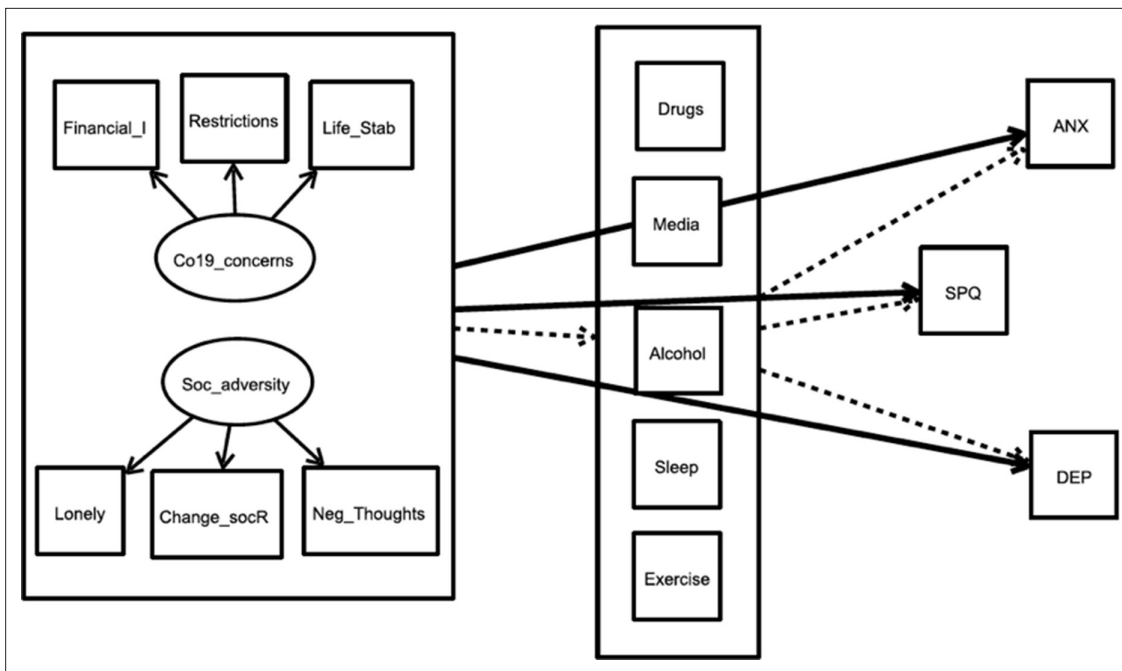 Financial_I
Restrictions
Life_Stab
Co19_concerns
Soc_adversity
Lonely
Change_socR
Neg_Thoughts
Drugs
Media
Alcohol
Sleep
Exercise
ANX
SPQ
DEP